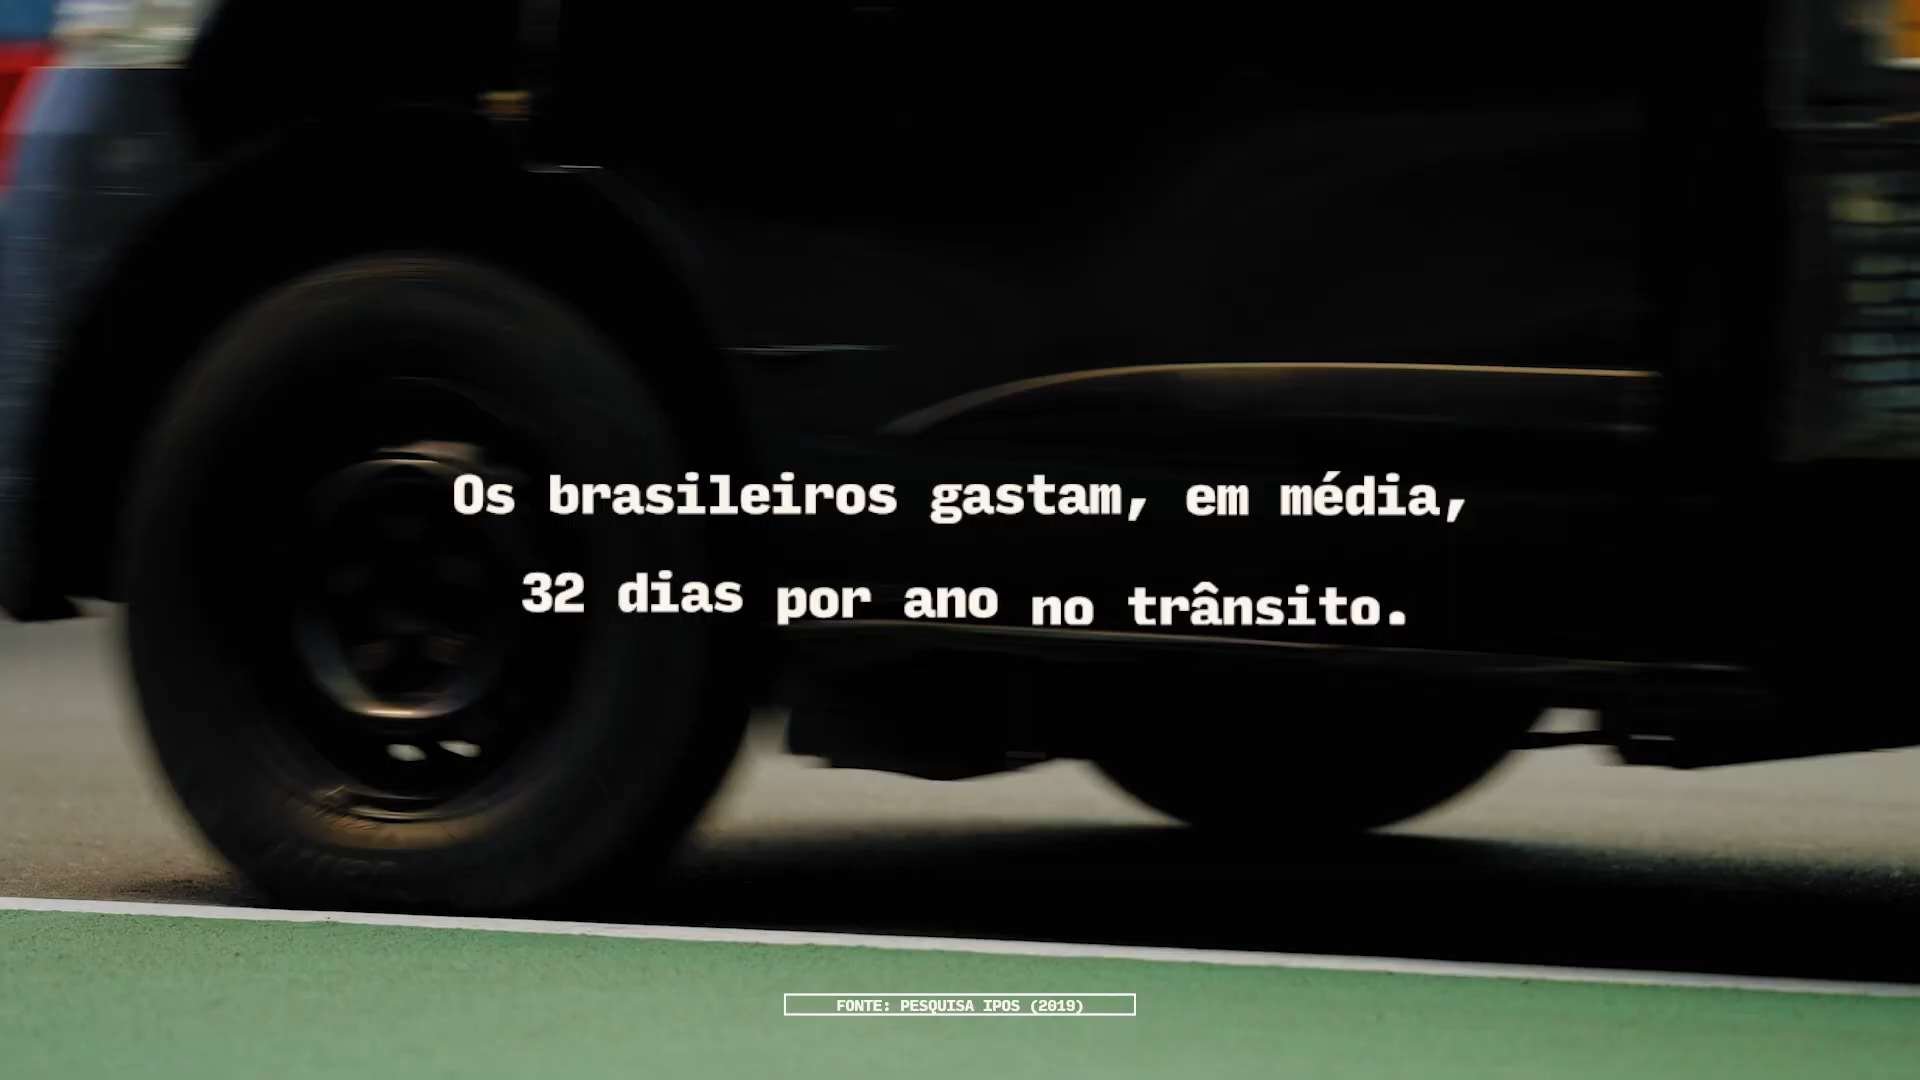 Os brasileiros gastam, em média,
32 dias por ano no trânsito.
FONTE: PESQUISA IPOS (2019)